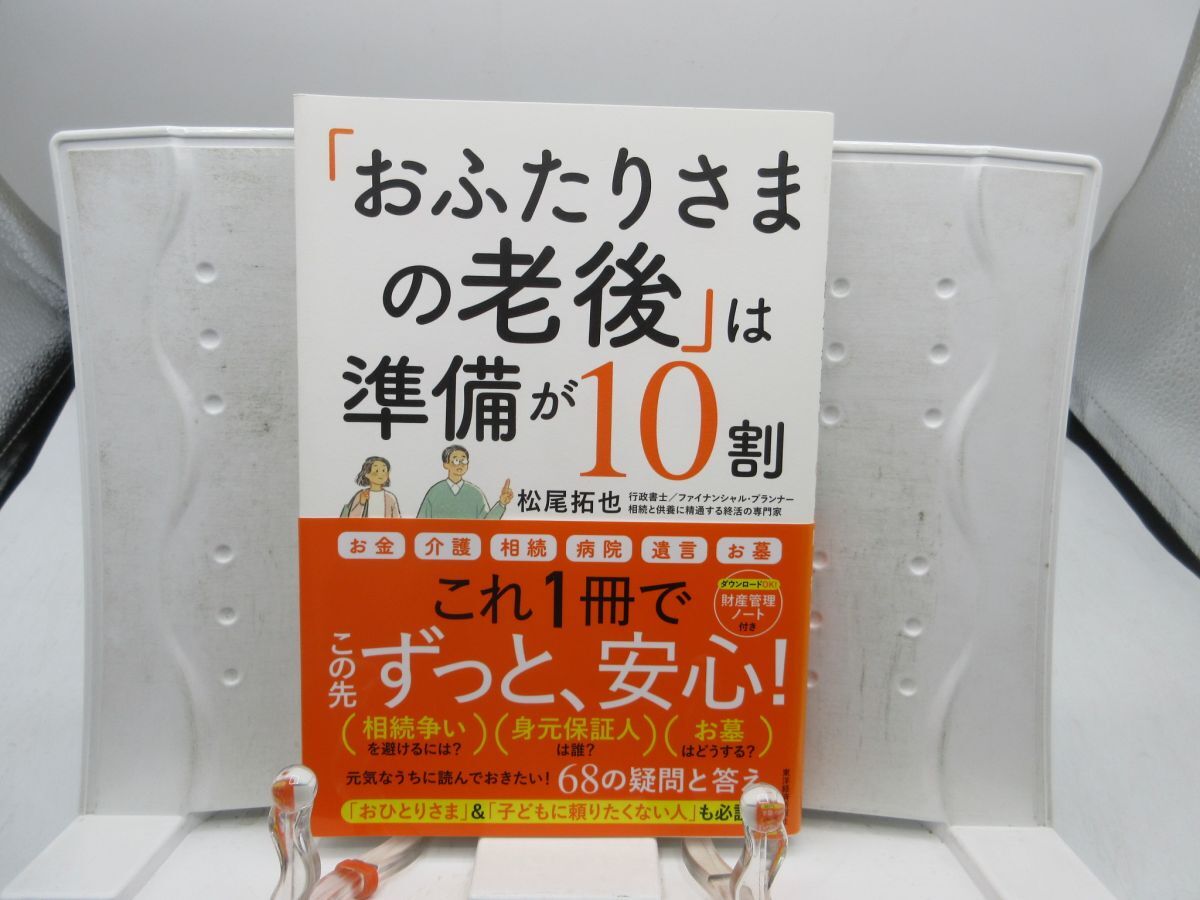 「おふたりさま
の老後」は
準備が10割
松尾拓也
行政書士／ファイナンシャル・プランナー
相続と供養に精通する終活の専門家
お金 介護 相続 病院 遺言 お墓
これ1冊で
ダウンロードOK!
財産管理
ノート
付き
この先
ずっと、安心!
(相続争いを避けるには?)(身元保証人は誰?)(お墓はどうする?)
元気なうちに読んでおきたい! 68の疑問と答え
「おひとりさま」&「子どもに頼りたくない人」も必
東洋経済